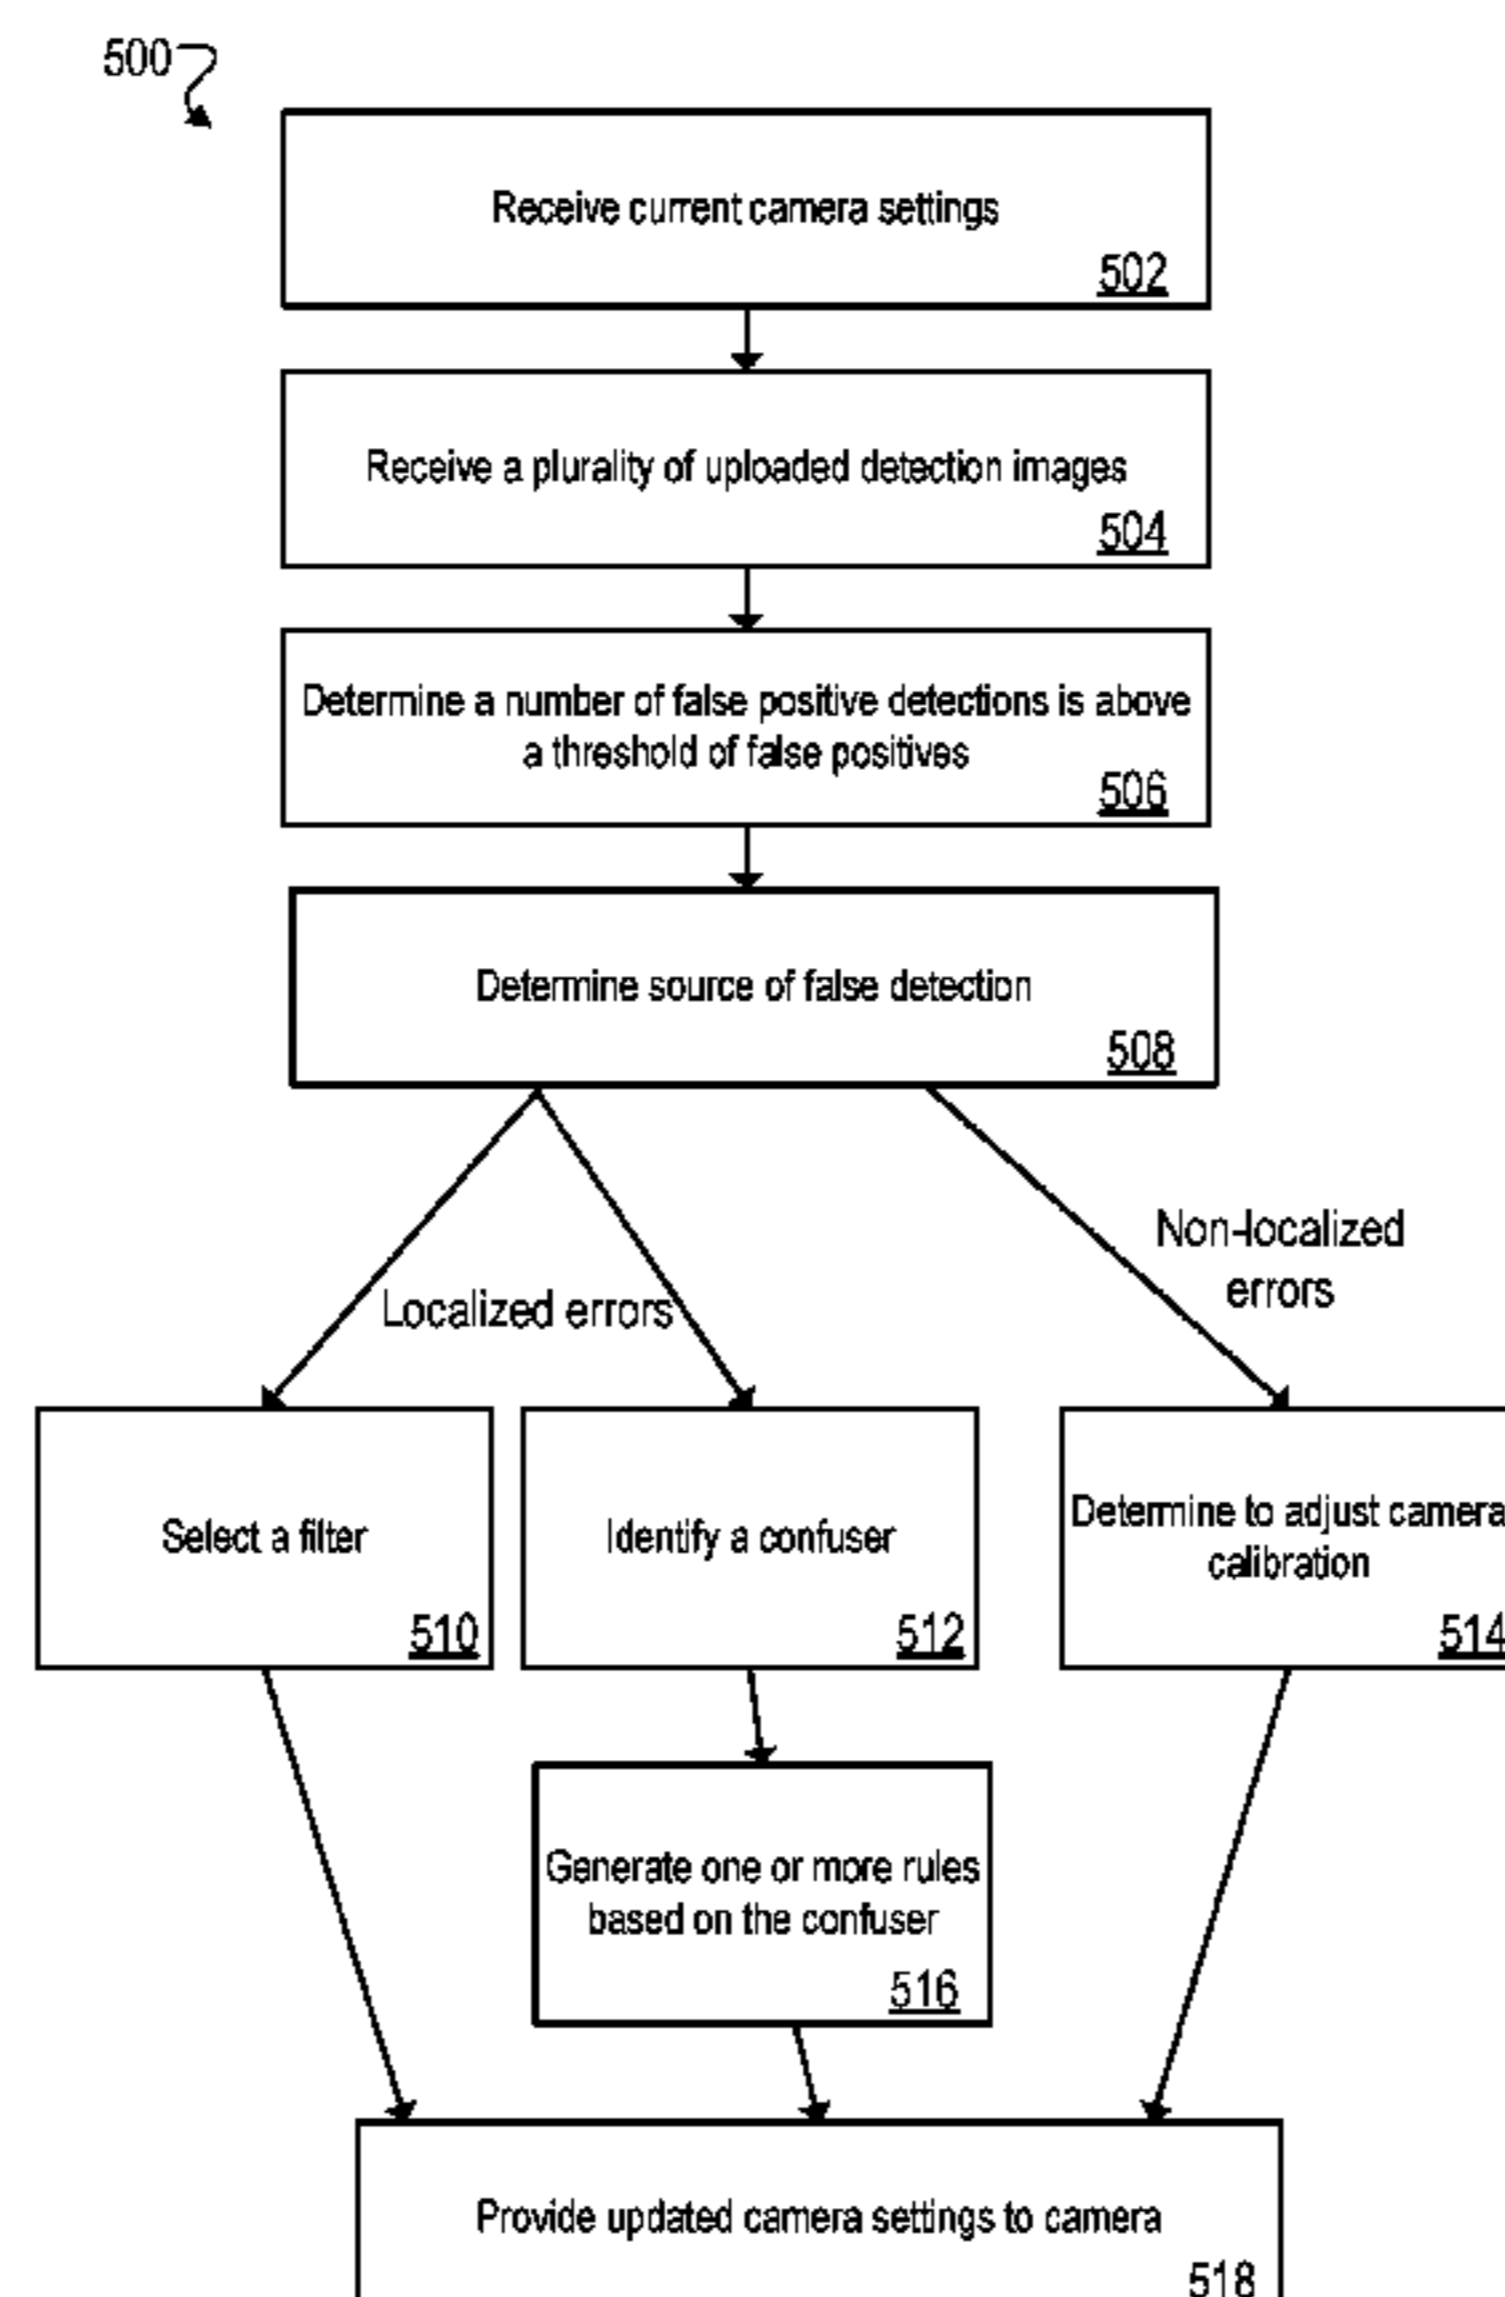 500
Receive current camera settings
502
Receive a plurality of uploaded detection images
504
Determine a number of false positive detections is above
a threshold of false positives
506
Determine source of false detection
508
Non-localized
errors
Localized errors
Select a filter
510
Identify a confuser
512
Determine to adjust camera
calibration
514
Generate one or more rules
based on the confuser
516
Provide updated camera settings to camera
518